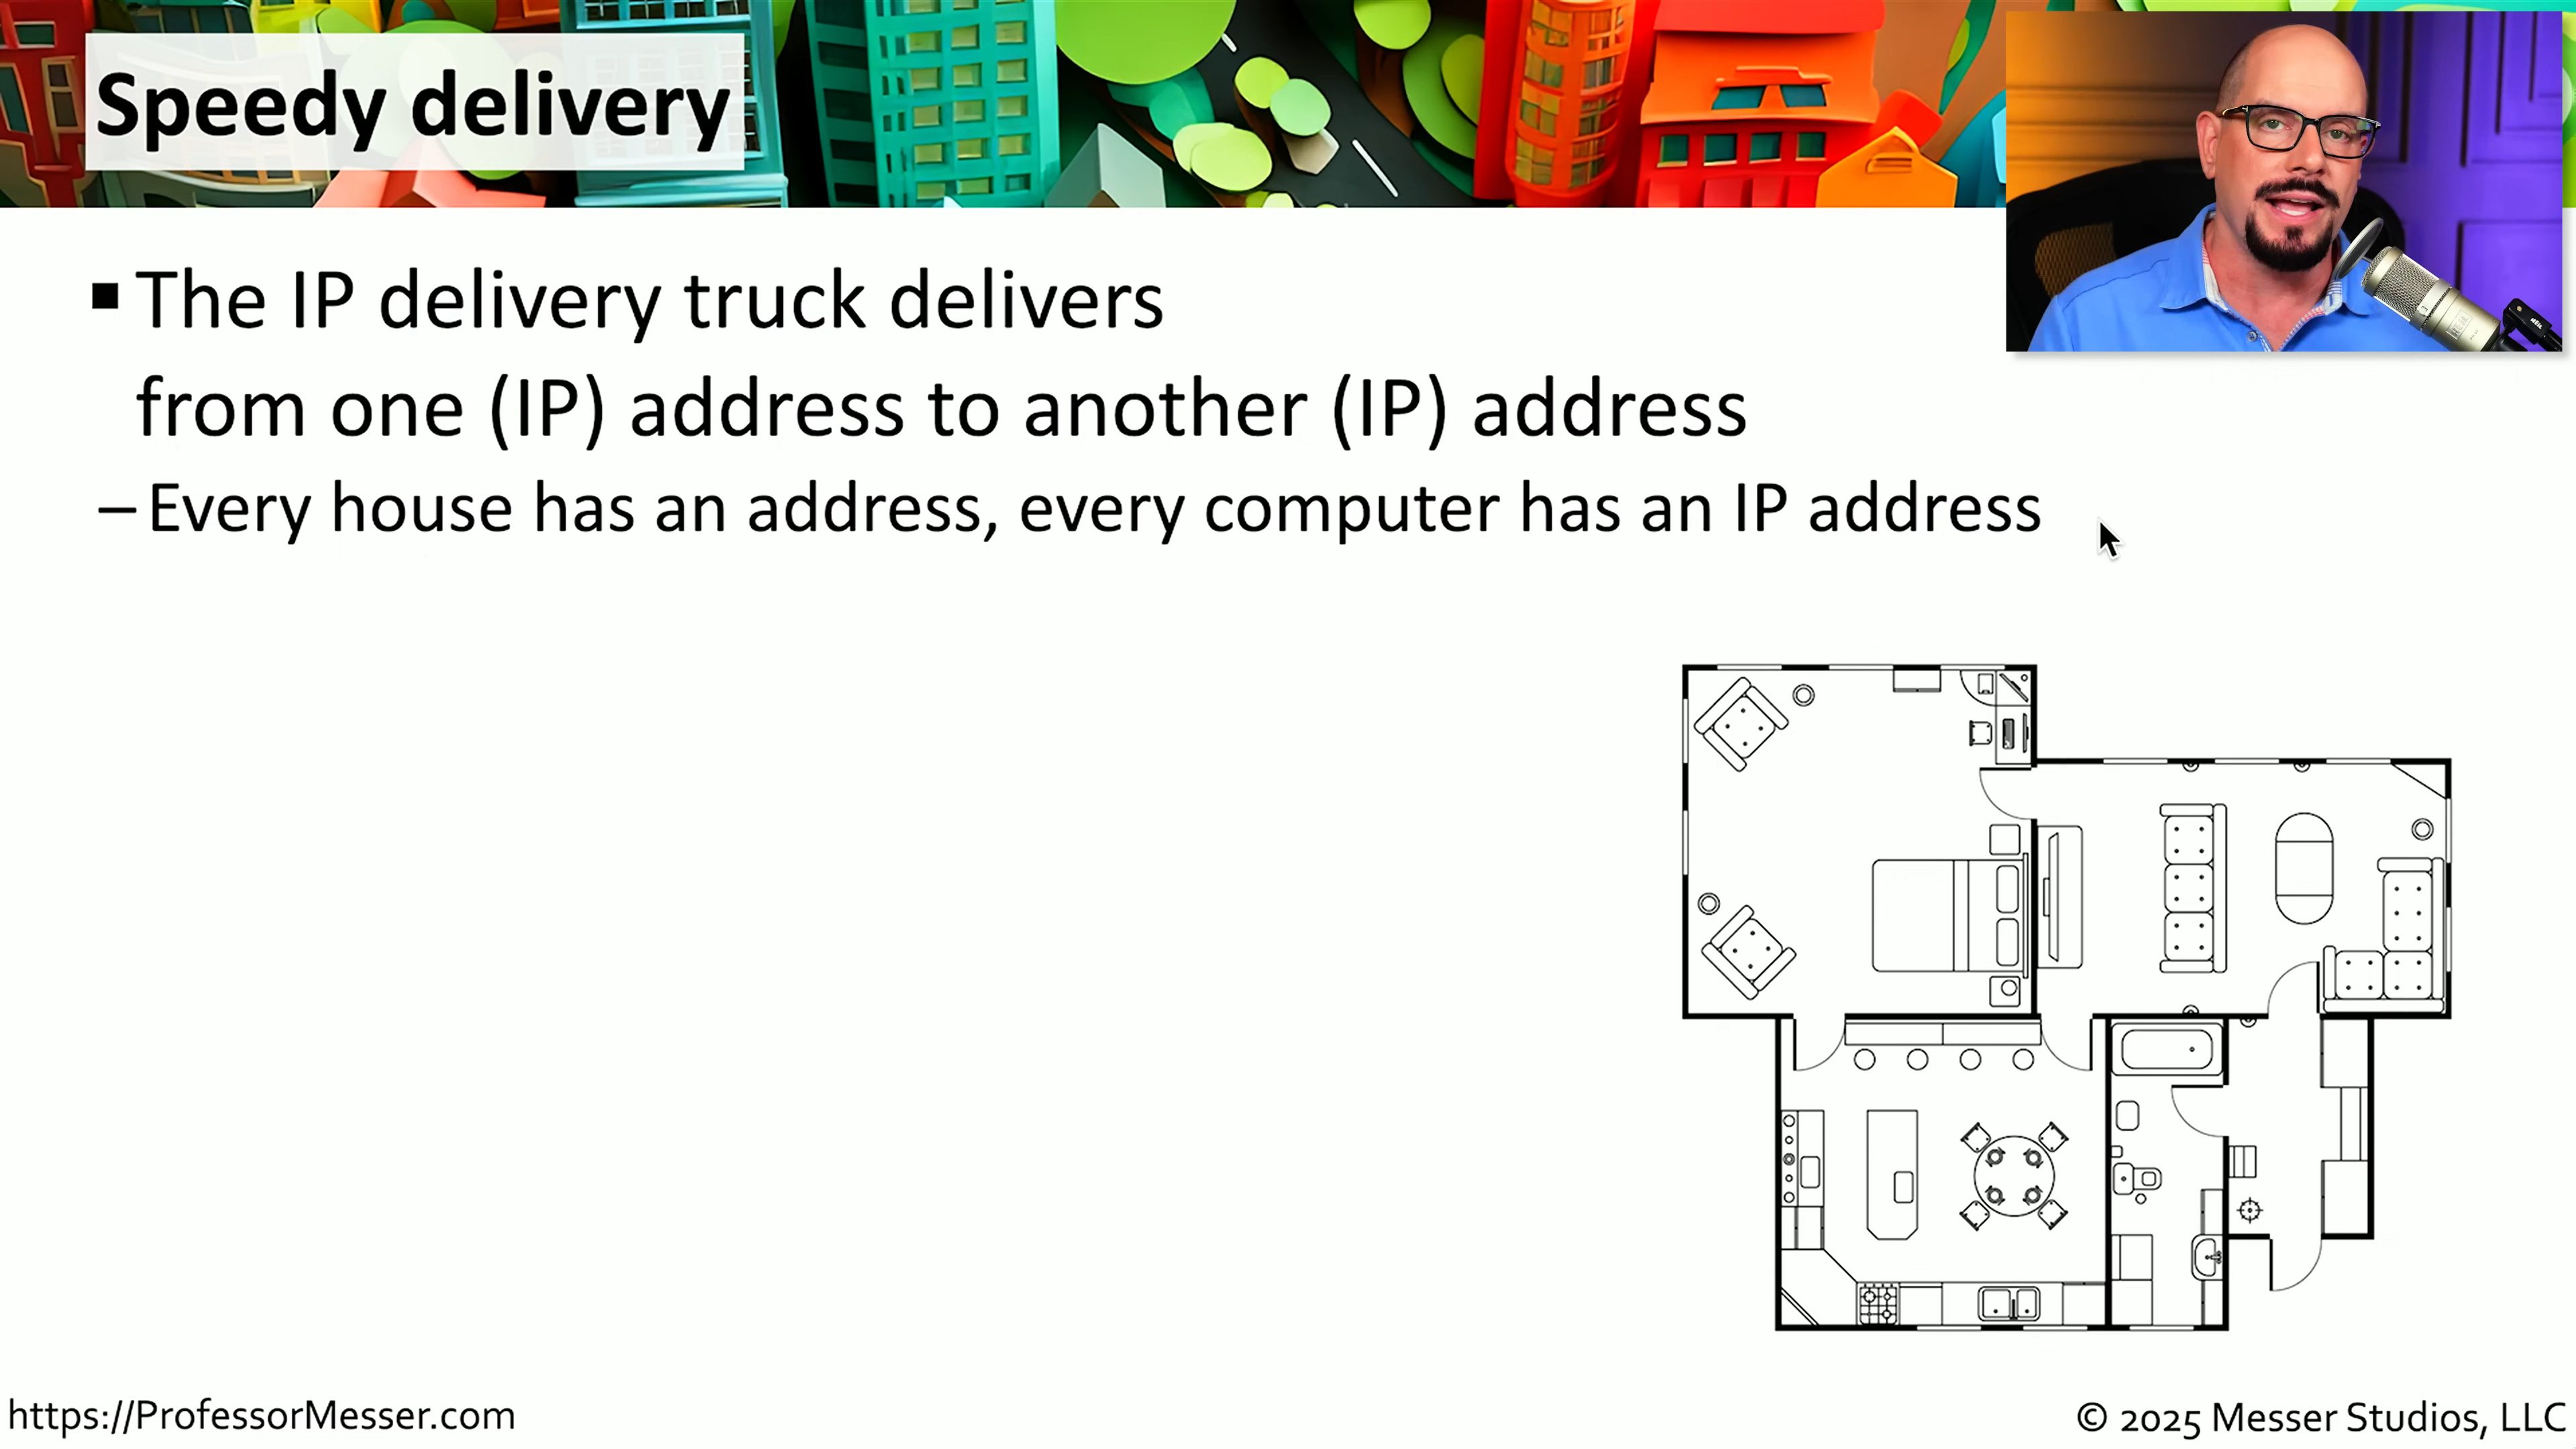 Speedy delivery
▪ The IP delivery truck delivers
from one (IP) address to another (IP) address
– Every house has an address, every computer has an IP address
https://ProfessorMesser.com
© 2025 Messer Studios, LLC